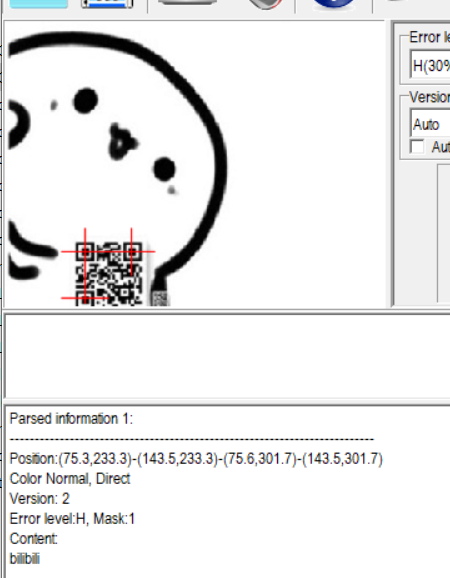 Error le
H(30%
Version
Auto
Aut
Parsed information 1:
--------------------------------------------------------------------------
Position:(75.3,233.3)-(143.5,233.3)-(75.6,301.7)-(143.5,301.7)
Color Normal, Direct
Version: 2
Error level:H, Mask:1
Content:
bilibili